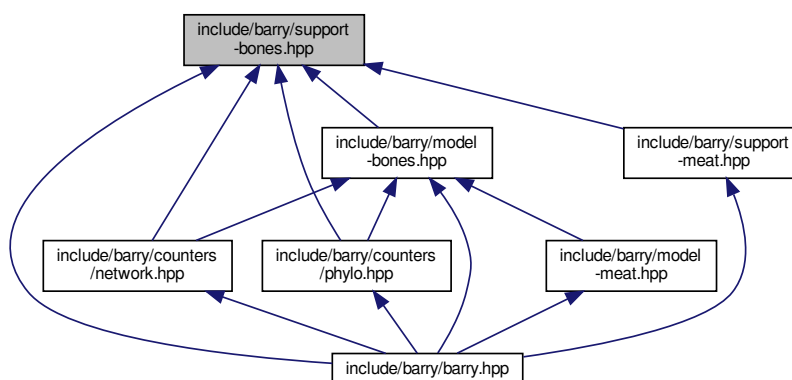 include/barry/support
-bones.hpp
include/barry/model
-bones.hpp
include/barry/support
-meat.hpp
include/barry/counters
/network.hpp
include/barry/counters
/phylo.hpp
include/barry/model
-meat.hpp
include/barry/barry.hpp